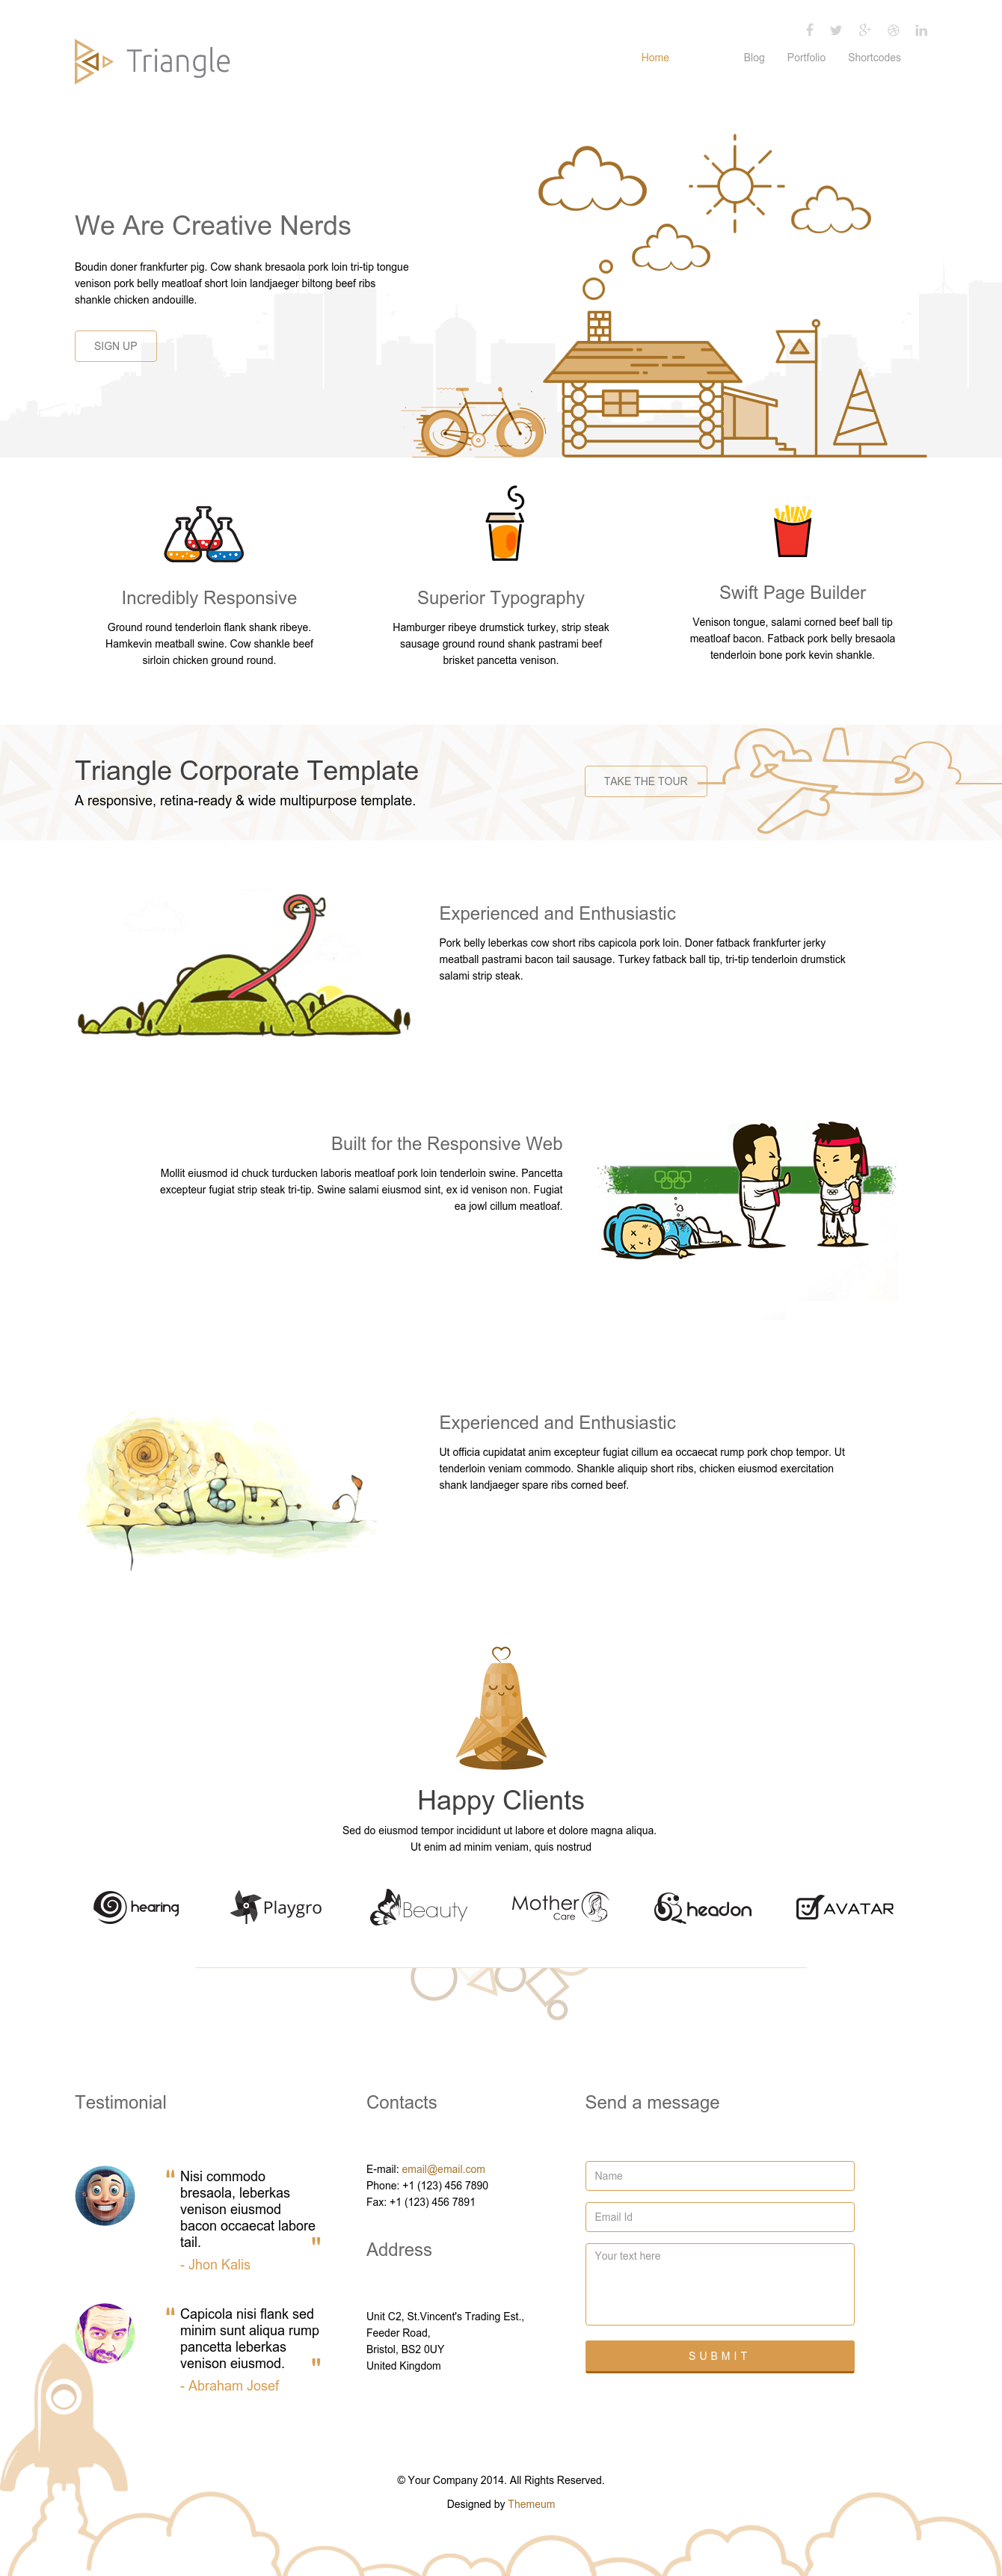 Triangle
Home Blog Portfolio Shortcodes
We Are Creative Nerds
Boudin doner frankfurter pig. Cow shank bresaola pork loin tri-tip tongue
venison pork belly meatloaf short loin landjaeger biltong beef ribs
shankle chicken andouille.
SIGN UP
Incredibly Responsive
Ground round tenderloin flank shank ribeye.
Hamkevin meatball swine. Cow shankle beef
sirloin chicken ground round.
Superior Typography
Hamburger ribeye drumstick turkey, strip steak
sausage ground round shank pastrami beef
brisket pancetta venison.
Swift Page Builder
Venison tongue, salami corned beef ball tip
meatloaf bacon. Fatback pork belly bresaola
tenderloin bone pork kevin shankle.
Triangle Corporate Template
A responsive, retina-ready & wide multipurpose template.
TAKE THE TOUR
Experienced and Enthusiastic
Pork belly leberkas cow short ribs capicola pork loin. Doner fatback frankfurter jerky
meatball pastrami bacon tail sausage. Turkey fatback ball tip, tri-tip tenderloin drumstick
salami strip steak.
Built for the Responsive Web
Mollit eiusmod id chuck turducken laboris meatloaf pork loin tenderloin swine. Pancetta
excepteur fugiat strip steak tri-tip. Swine salami eiusmod sint, ex id venison non. Fugiat
ea jowl cillum meatloaf.
Experienced and Enthusiastic
Ut officia cupidatat anim excepteur fugiat cillum ea occaecat rump pork chop tempor. Ut
tenderloin veniam commodo. Shankle aliquip short ribs, chicken eiusmod exercitation
shank landjaeger spare ribs corned beef.
Happy Clients
Sed do eiusmod tempor incididunt ut labore et dolore magna aliqua.
Ut enim ad minim veniam, quis nostrud
hearing
Playgro
Beauty
Mother
Care
headon
AVATAR
Testimonial
" Nisi commodo
bresaola, leberkas
venison eiusmod
bacon occaecat labore
tail. "
- Jhon Kalis
" Capicola nisi flank sed
minim sunt aliqua rump
pancetta leberkas
venison eiusmod. "
- Abraham Josef
Contacts
E-mail: email@email.com
Phone: +1 (123) 456 7890
Fax: +1 (123) 456 7891
Address
Unit C2, St.Vincent's Trading Est.,
Feeder Road,
Bristol, BS2 0UY
United Kingdom
Send a message
Name
Email Id
Your text here
SUBMIT
© Your Company 2014. All Rights Reserved.
Designed by Themeum